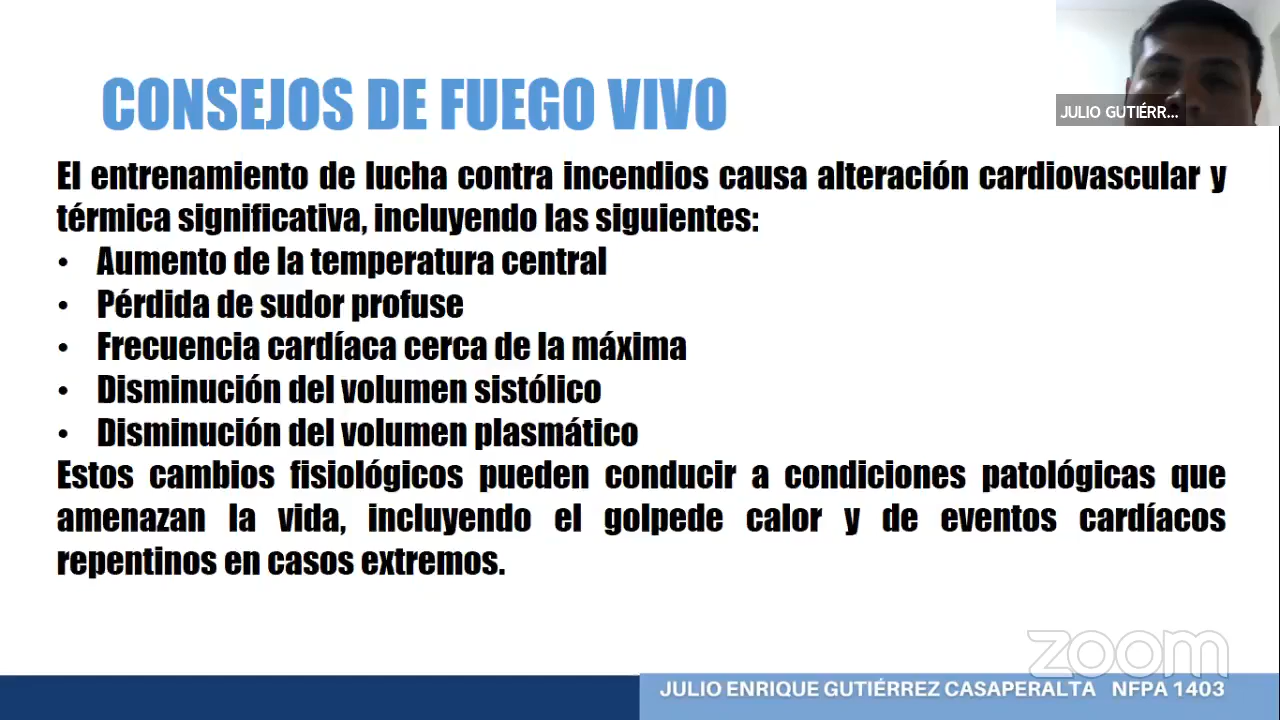 JULIO GUTIÉRR...
CONSEJOS DE FUEGO VIVO
El entrenamiento de lucha contra incendios causa alteración cardiovascular y
térmica significativa, incluyendo las siguientes:
• Aumento de la temperatura central
• Pérdida de sudor profuse
• Frecuencia cardíaca cerca de la máxima
• Disminución del volumen sistólico
• Disminución del volumen plasmático
Estos cambios fisiológicos pueden conducir a condiciones patológicas que
amenazan la vida, incluyendo el golpede calor y de eventos cardíacos
repentinos en casos extremos.
zoom
JULIO ENRIQUE GUTIÉRREZ CASAPERALTA NFPA 1403